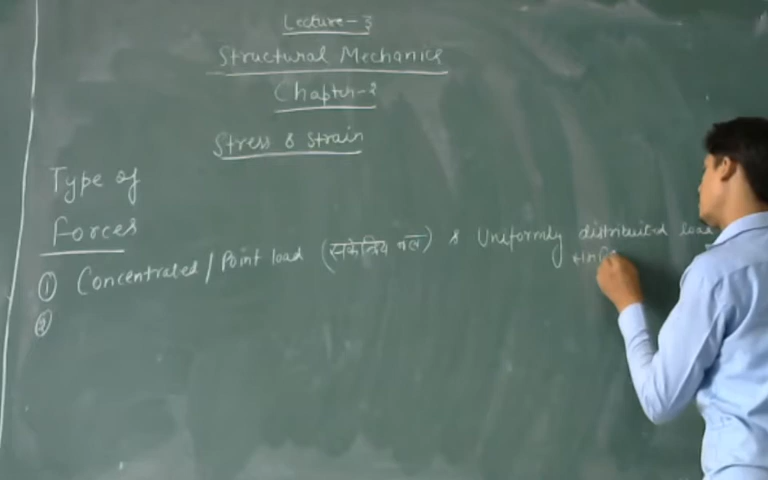 Lecture-3
Structural Mechanics
Chapter-2
Stress & Strain
Type of
Forces
① Concentrated/Point load (सकेन्द्रिय बल) & Uniformly distributed load
②